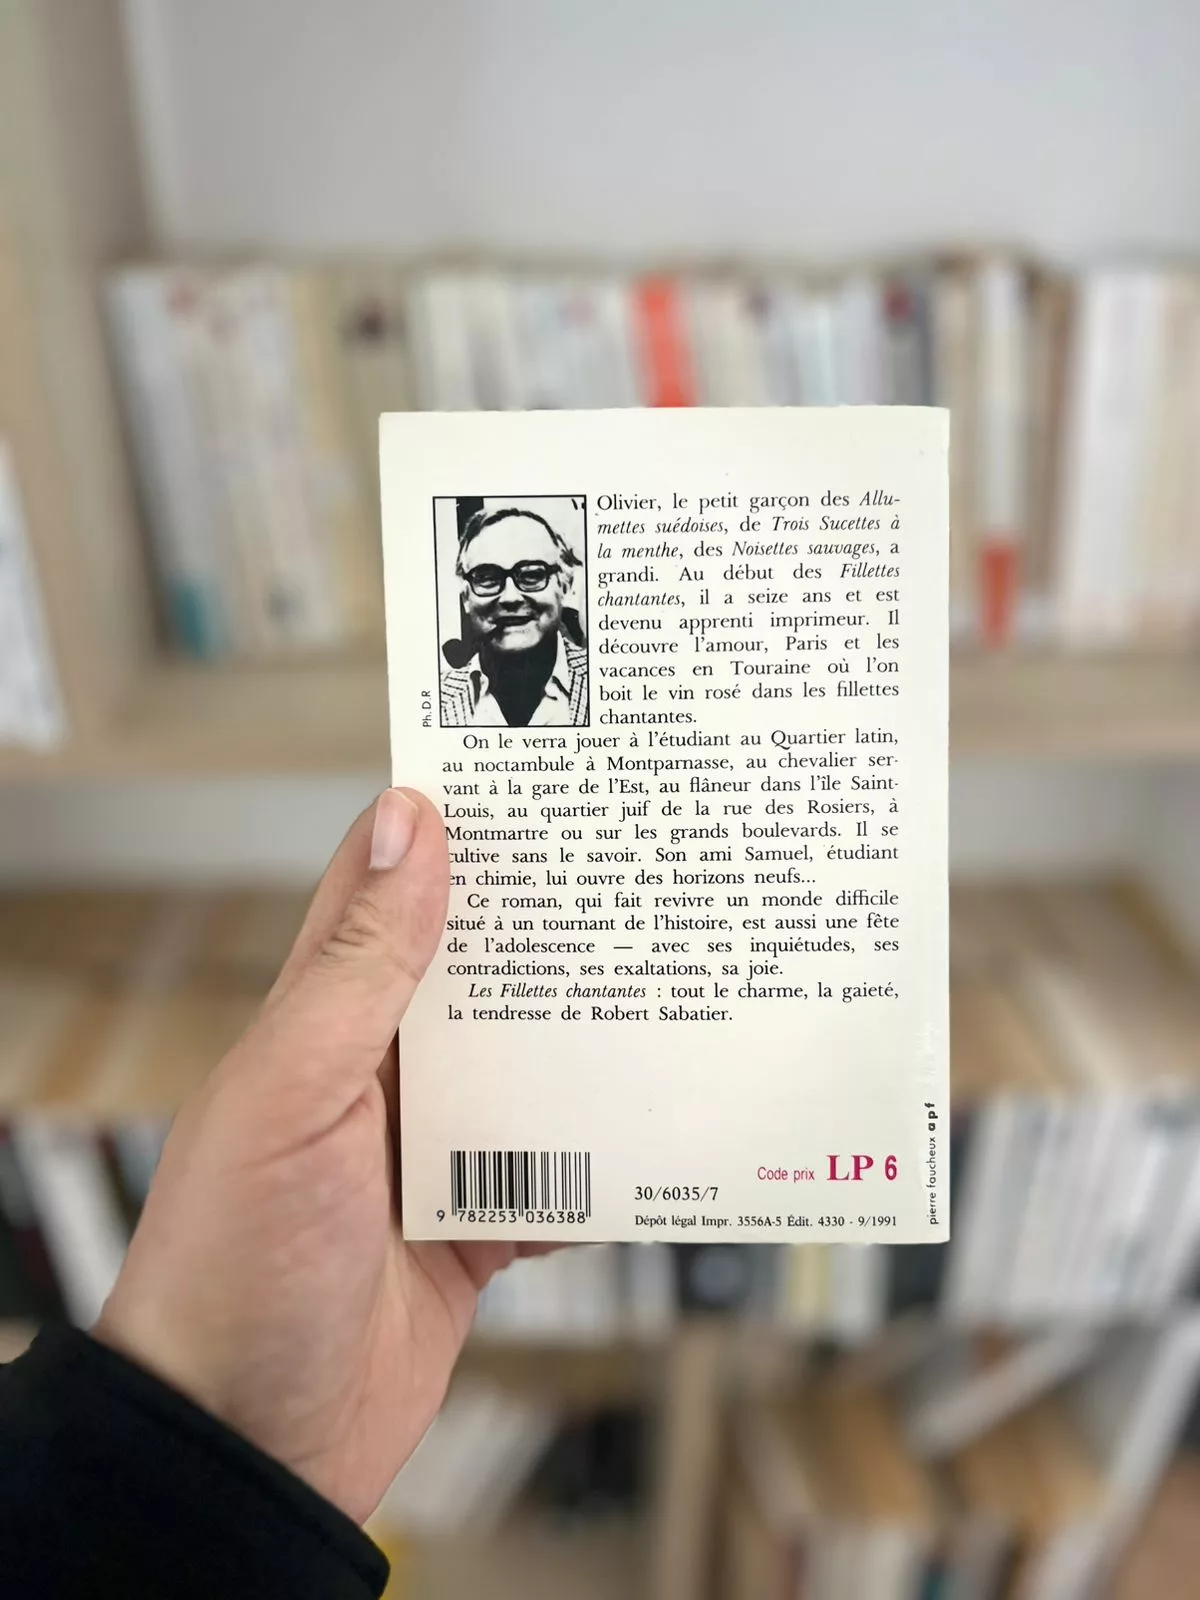 Olivier, le petit garçon des Allu-
mettes suédoises, de Trois Sucettes à
la menthe, des Noisettes sauvages, a
grandi. Au début des Fillettes
chantantes, il a seize ans et est
devenu apprenti imprimeur. Il
découvre l'amour, Paris et les
vacances en Touraine où l'on
boit le vin rosé dans les fillettes
chantantes.
Ph. D.R
On le verra jouer à l'étudiant au Quartier latin,
au noctambule à Montparnasse, au chevalier ser-
vant à la gare de l'Est, au flâneur dans l'île Saint-
Louis, au quartier juif de la rue des Rosiers, à
Montmartre ou sur les grands boulevards. Il se
cultive sans le savoir. Son ami Samuel, étudiant
en chimie, lui ouvre des horizons neufs...
Ce roman, qui fait revivre un monde difficile
situé à un tournant de l'histoire, est aussi une fête
de l'adolescence — avec ses inquiétudes, ses
contradictions, ses exaltations, sa joie.
Les Fillettes chantantes : tout le charme, la gaieté,
la tendresse de Robert Sabatier.
9 782253 036388
Code prix LP 6
30/6035/7
Dépôt légal Impr. 3556A-5 Édit. 4330 - 9/1991
pierre faucheux apf